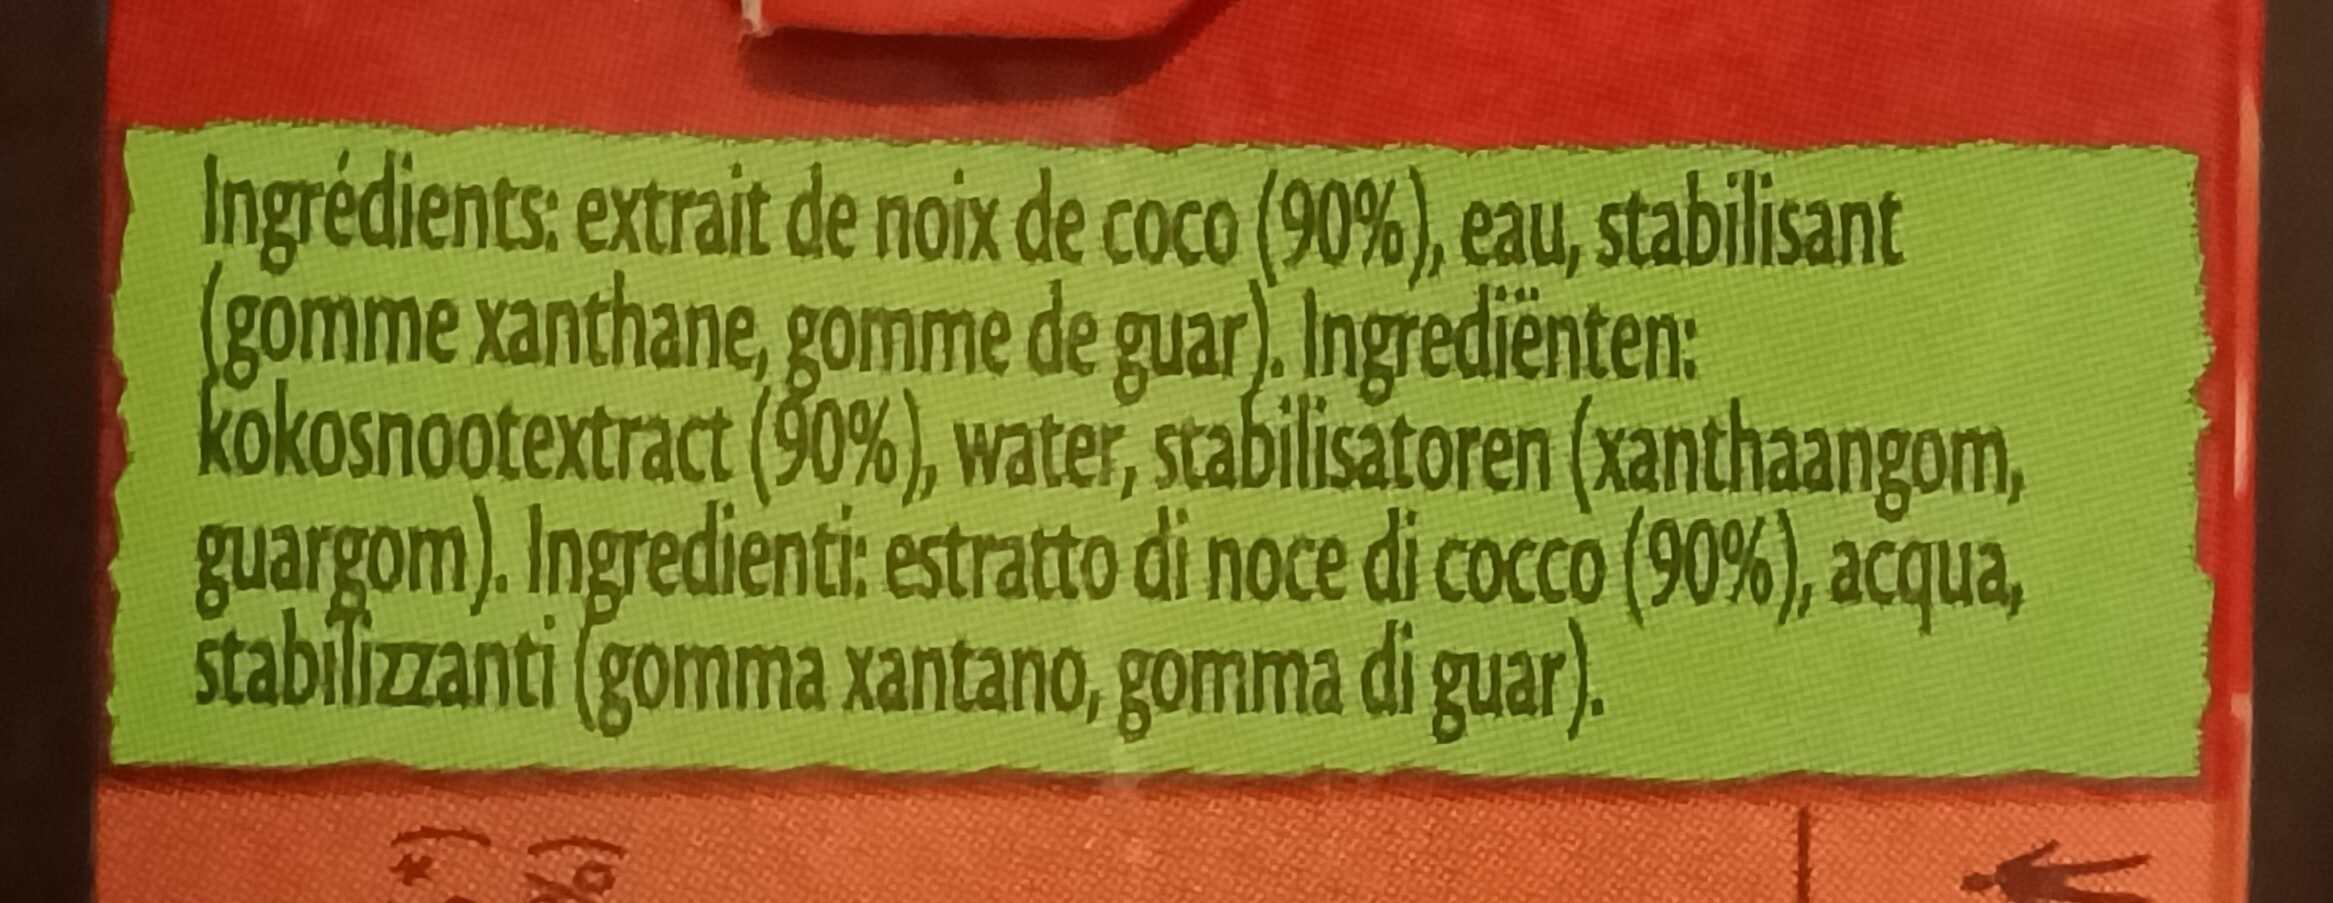 Ingrédients: extrait de noix de coco (90%), eau, stabilisant
(gomme xanthane, gomme de guar). Ingrediënten:
kokosnootextract (90%), water, stabilisatoren (xanthaangom,
guargom). Ingredienti: estratto di noce di cocco (90%), acqua,
stabilizzanti (gomma xantano, gomma di guar).